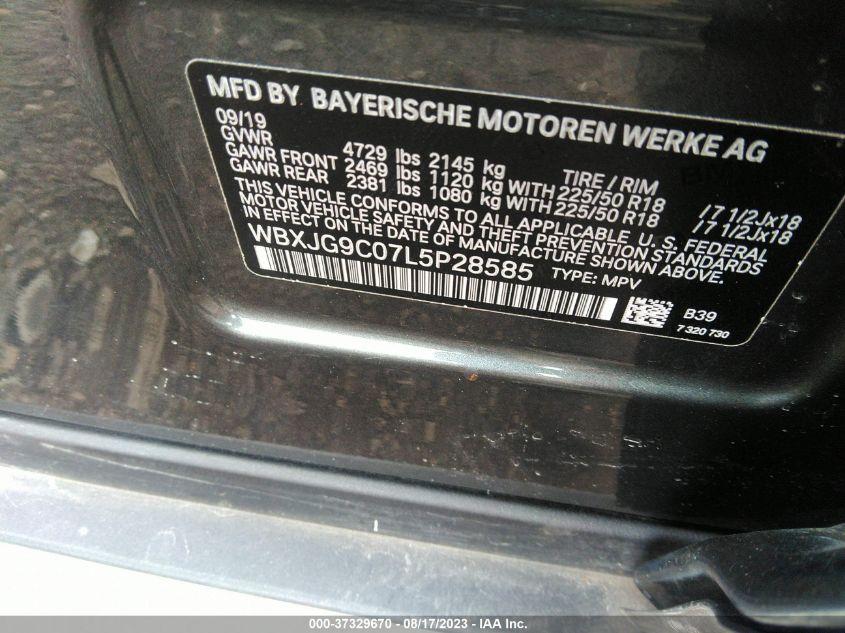 MFD BY BAYERISCHE MOTOREN WERKE AG
09/19
GVWR 4729 lbs 2145 kg TIRE / RIM
GAWR FRONT 2469 lbs 1120 kg WITH 225/50 R18 / 7 1/2Jx18
GAWR REAR 2381 lbs 1080 kg WITH 225/50 R18 / 7 1/2Jx18
THIS VEHICLE CONFORMS TO ALL APPLICABLE U. S. FEDERAL
MOTOR VEHICLE SAFETY AND THEFT PREVENTION STANDARDS
IN EFFECT ON THE DATE OF MANUFACTURE SHOWN ABOVE.
WBXJG9C07L5P28585 TYPE: MPV
B39
7 320 730
000-37329670 - 08/17/2023 - IAA Inc.